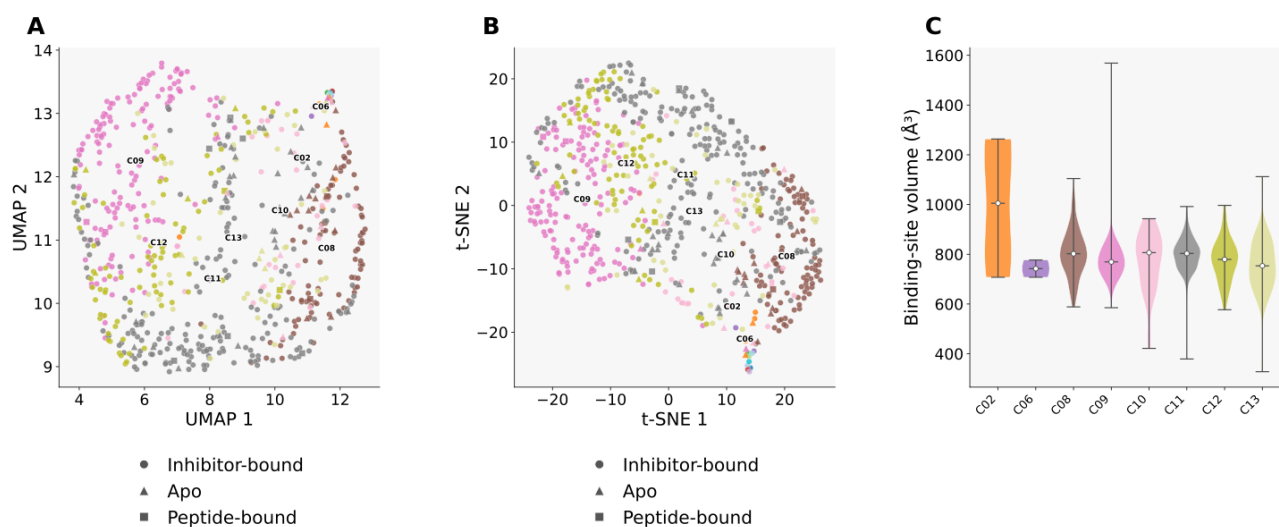 A
B
C
14
13
12
11
10
9
4
6
8
10
12
UMAP 2
UMAP 1
C06
C02
C09
C10
C13
C08
C12
C11
20
10
0
−10
−20
−20
−10
0
10
20
t-SNE 2
t-SNE 1
C12
C11
C09
C13
C10
C08
C02
C06
1600
1400
1200
1000
800
600
400
Binding-site volume (Å³)
C02
C06
C08
C09
C10
C11
C12
C13
Inhibitor-bound
Apo
Peptide-bound
Inhibitor-bound
Apo
Peptide-bound